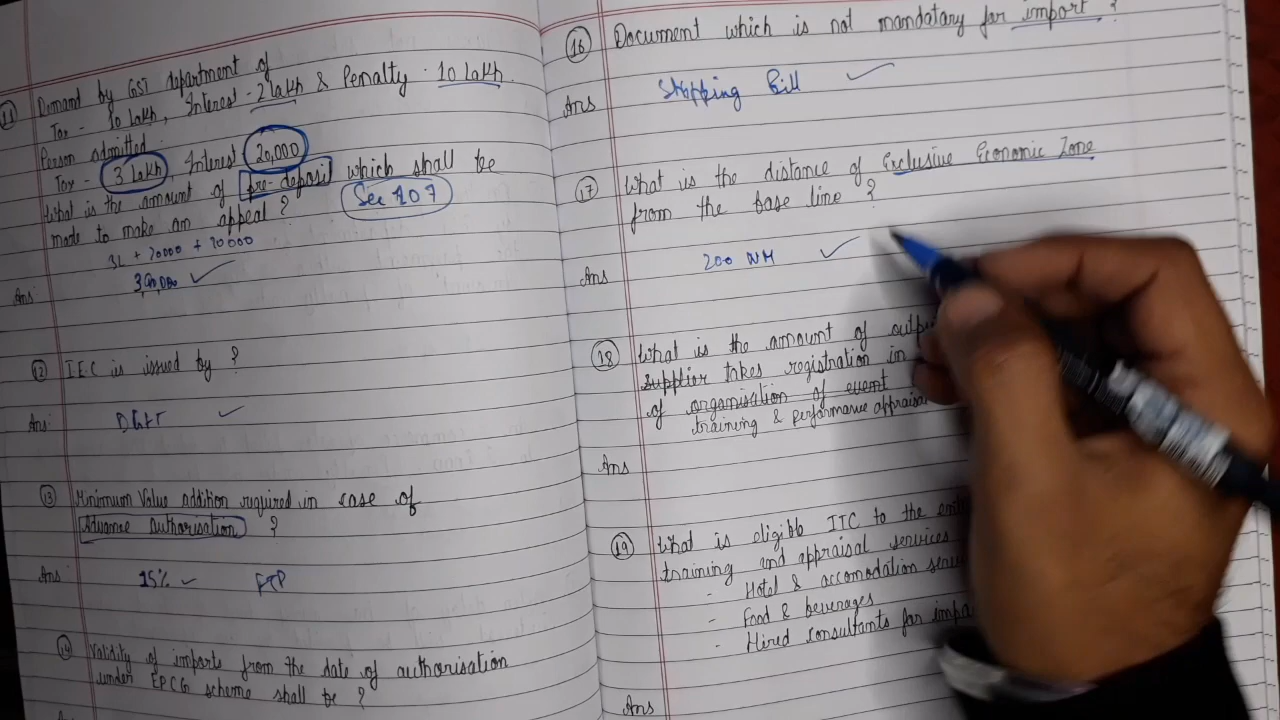 11 Demand by GST department of
Tax - 10 Lakh, Interest - 2 Lakh & Penalty - 10 Lakh.
Person admitted
Tax - 3 Lakh, Interest 20,000
What is the amount of pre-deposit which shall be
made to make an appeal ?
Sec 107
3L + 20000 + 70000
Ans:
12 IEC is issued by ?
Ans: DGFT
13 Minimum Value addition required in case of
Advance authorisation ?
Ans: 15% FTP
14 Validity of imports from the date of authorisation
under EPCG scheme shall be ?
16 Document which is not mandatary for import ?
Ans Shopping Bill
17 What is the distance of Exclusive Economic Zone
from the base line ?
Ans 200 NM
18 What is the amount of
supplier takes registration in
of organisation of event
training & performance appraisal
Ans
19 What is eligible ITC to the
training and appraisal services
- Hotel & accomodation
- Food & beverages
- Hired consultants for
Ans